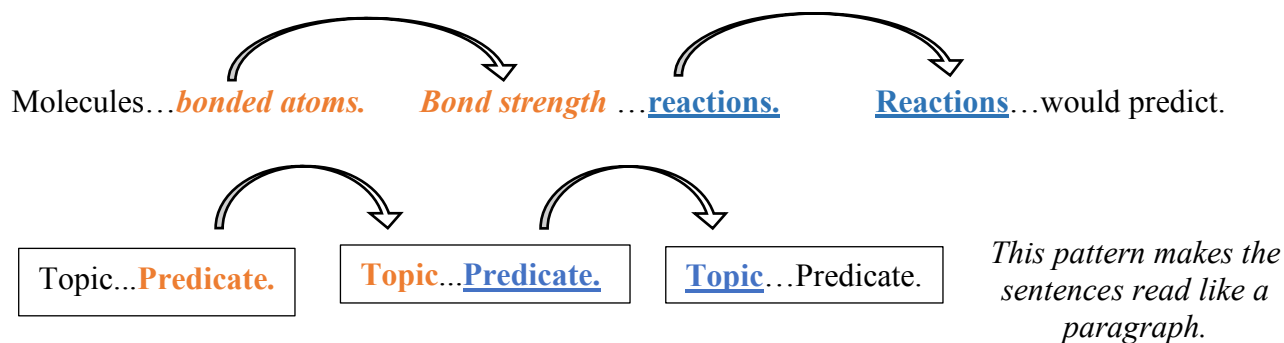 Molecules…bonded atoms. Bond strength …reactions. Reactions…would predict.
Topic...Predicate. Topic...Predicate. Topic…Predicate. This pattern makes the
sentences read like a
paragraph.